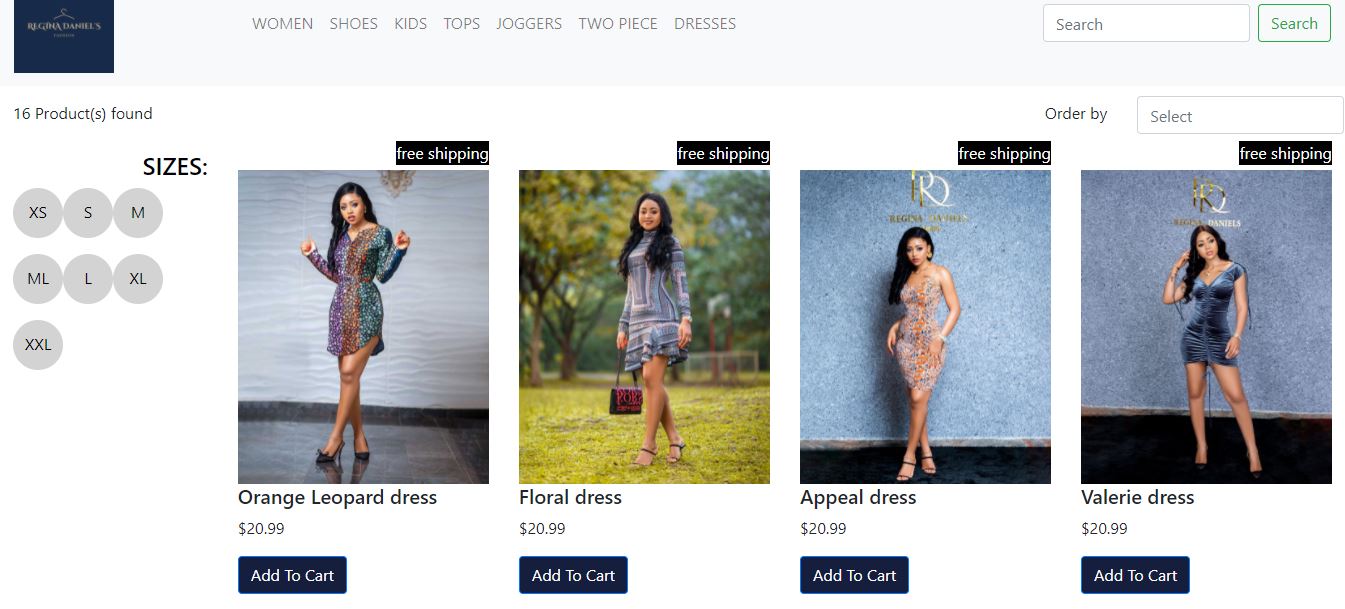 REGINA DANIEL'S
FASHION
WOMEN SHOES KIDS TOPS JOGGERS TWO PIECE DRESSES
Search Search
16 Product(s) found
Order by Select
SIZES:
XS S M
ML L XL
XXL
free shipping free shipping free shipping free shipping
RD
REGINA DANIELS
RD
REGINA DANIELS
Orange Leopard dress Floral dress Appeal dress Valerie dress
$20.99 $20.99 $20.99 $20.99
Add To Cart Add To Cart Add To Cart Add To Cart